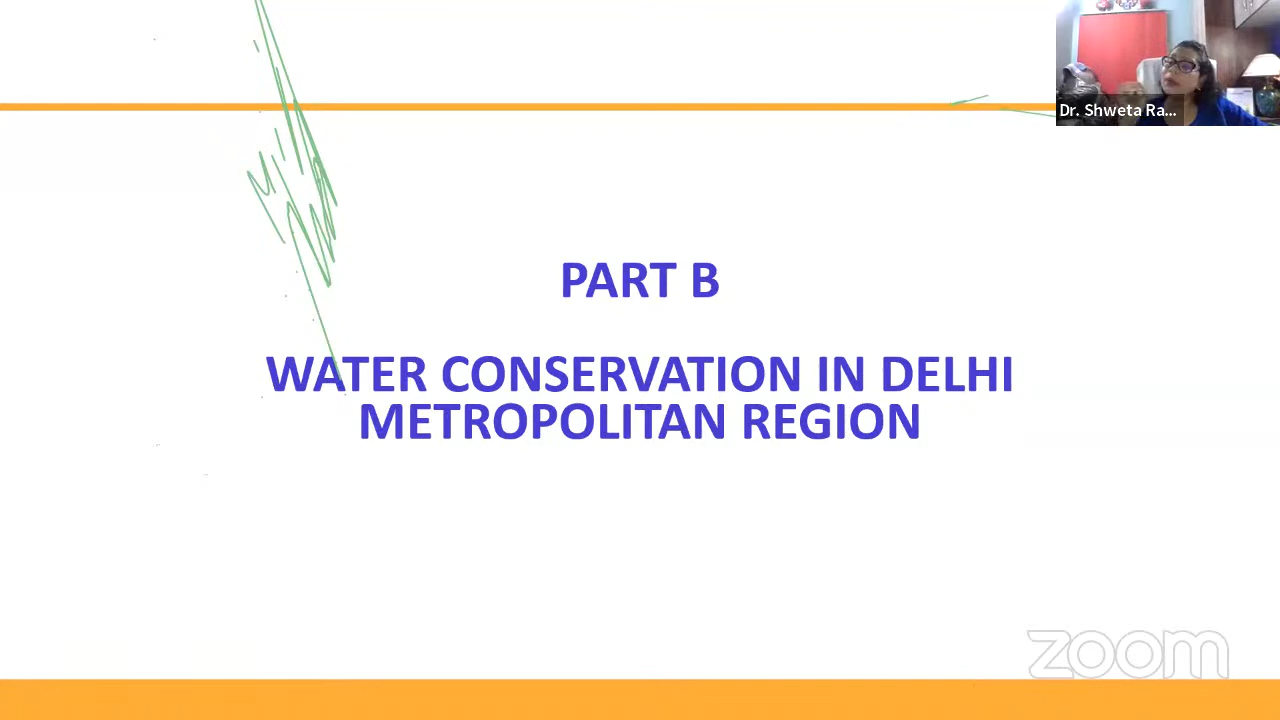 Dr. Shweta Ra...
PART B
WATER CONSERVATION IN DELHI
METROPOLITAN REGION
zoom